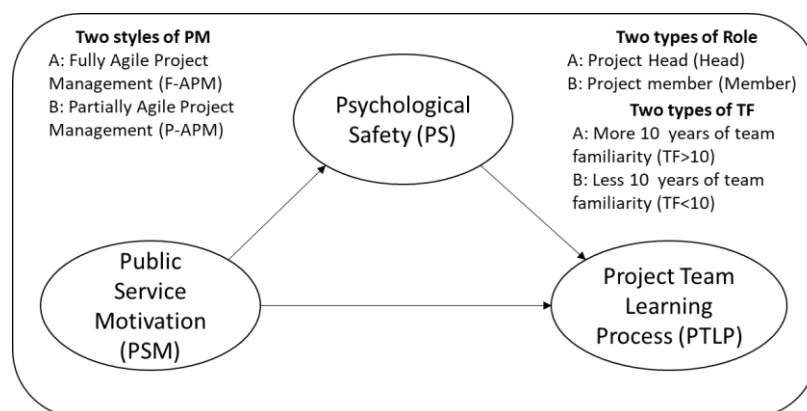 Two styles of PM
A: Fully Agile Project
Management (F-APM)
B: Partially Agile Project
Management (P-APM)
Psychological
Safety (PS)
Two types of Role
A: Project Head (Head)
B: Project member (Member)
Two types of TF
A: More 10 years of team
familiarity (TF>10)
B: Less 10 years of team
familiarity (TF<10)
Public
Service
Motivation
(PSM)
Project Team
Learning
Process (PTLP)